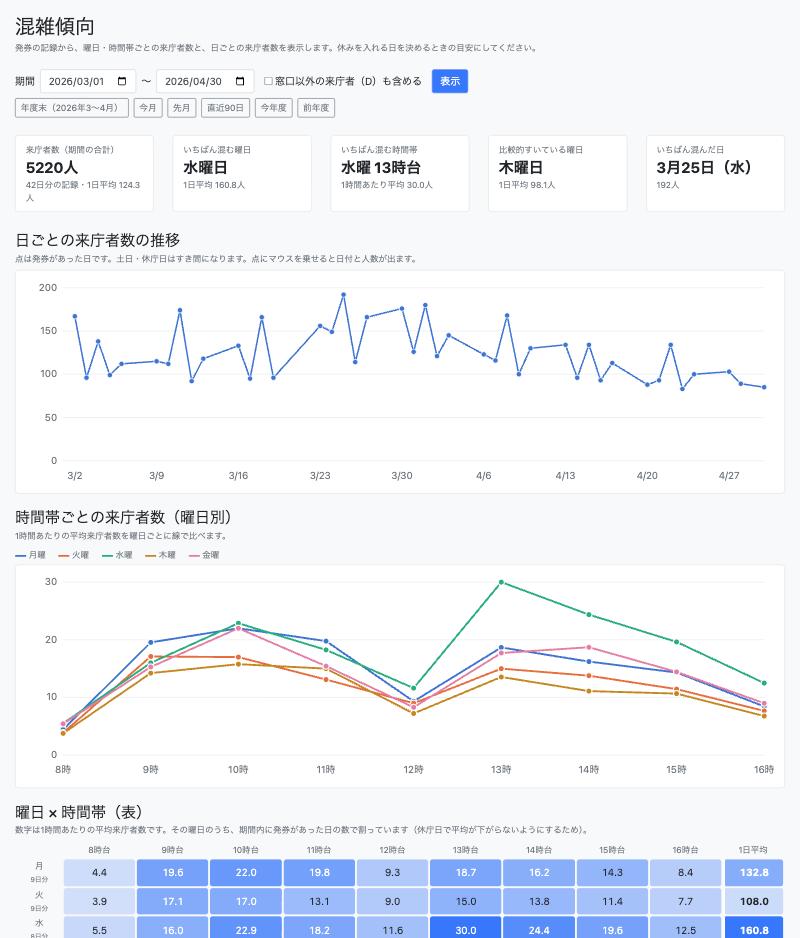 混雑傾向
発券の記録から、曜日・時間帯ごとの来庁者数と、日ごとの来庁者数を表示します。休みを入れる日を決めるときの目安にしてください。
期間 2026/03/01 〜 2026/04/30 窓口以外の来庁者（D）も含める 表示
年度末（2026年3〜4月） 今月 先月 直近90日 今年度 前年度
来庁者数（期間の合計） いちばん混む曜日 いちばん混む時間帯 比較的すいている曜日 いちばん混んだ日
5220人 水曜日 水曜 13時台 木曜日 3月25日（水）
42日分の記録・1日平均 124.3 1日平均 160.8人 1時間あたり平均 30.0人 1日平均 98.1人 192人
人
日ごとの来庁者数の推移
点は発券があった日です。土日・休庁日はすき間になります。点にマウスを乗せると日付と人数が出ます。
200
150
100
50
0
3/2 3/9 3/16 3/23 3/30 4/6 4/13 4/20 4/27
時間帯ごとの来庁者数（曜日別）
1時間あたりの平均来庁者数を曜日ごとに線で比べます。
月曜 火曜 水曜 木曜 金曜
30
20
10
0
8時 9時 10時 11時 12時 13時 14時 15時 16時
曜日 × 時間帯（表）
数字は1時間あたりの平均来庁者数です。その曜日のうち、期間内に発券があった日の数で割っています（休庁日で平均が下がらないようにするため）。
8時台 9時台 10時台 11時台 12時台 13時台 14時台 15時台 16時台 1日平均
月 4.4 19.6 22.0 19.8 9.3 18.7 16.2 14.3 8.4 132.8
9日分
火 3.9 17.1 17.0 13.1 9.0 15.0 13.8 11.4 7.7 108.0
9日分
水 5.5 16.0 22.9 18.2 11.6 30.0 24.4 19.6 12.5 160.8
8日分